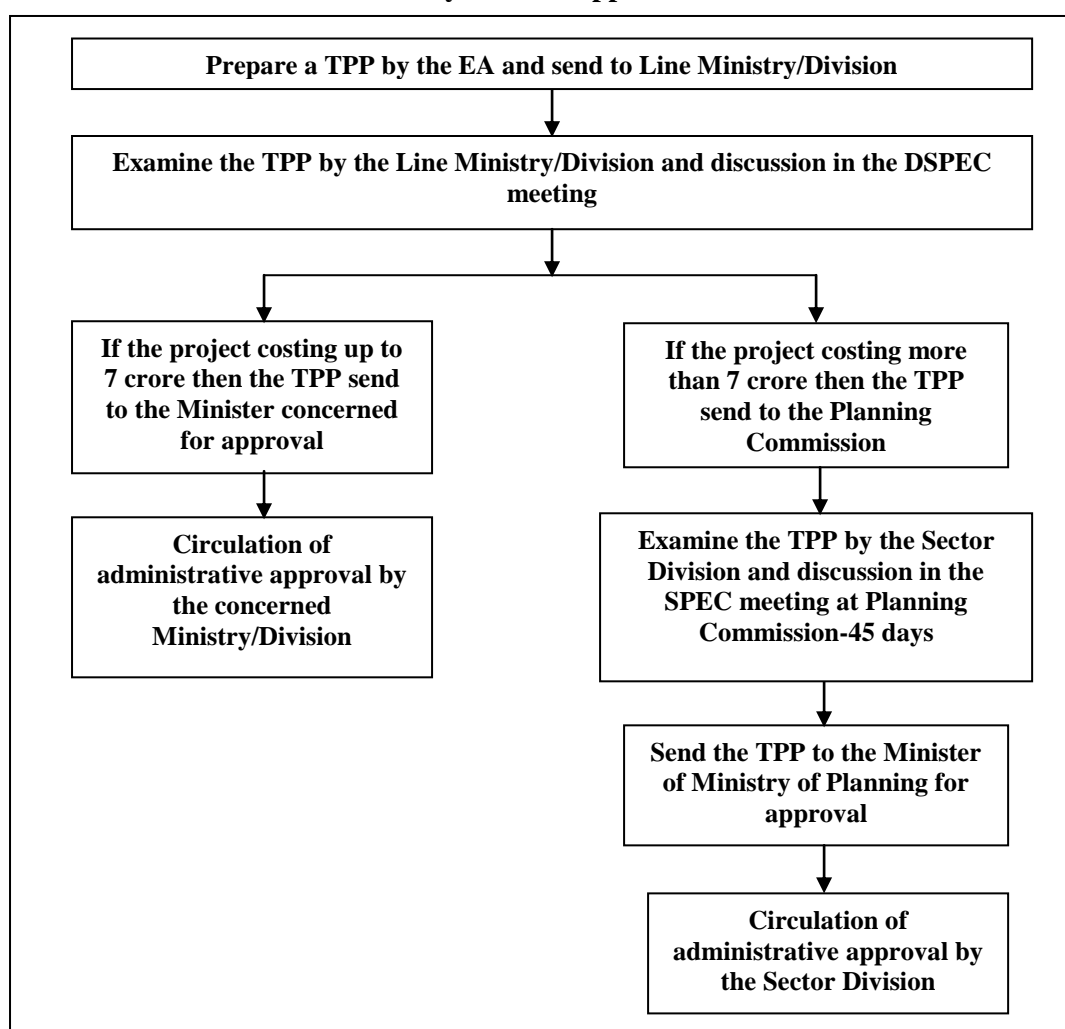 Prepare a TPP by the EA and send to Line Ministry/Division
Examine the TPP by the Line Ministry/Division and discussion in the DSPEC
meeting
If the project costing up to
7 crore then the TPP send
to the Minister concerned
for approval
Circulation of
administrative approval by
the concerned
Ministry/Division
If the project costing more
than 7 crore then the TPP
send to the Planning
Commission
Examine the TPP by the Sector
Division and discussion in the
SPEC meeting at Planning
Commission-45 days
Send the TPP to the Minister
of Ministry of Planning for
approval
Circulation of
administrative approval by
the Sector Division